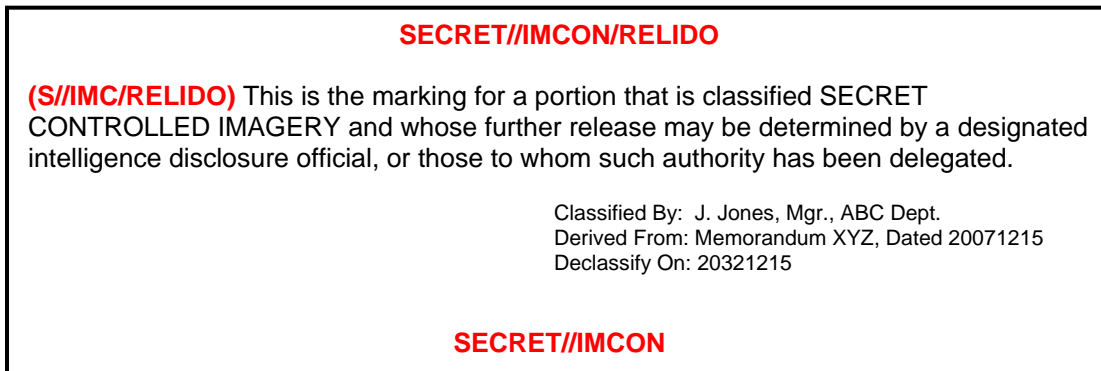 SECRET//IMCON/RELIDO
(S//IMC/RELIDO) This is the marking for a portion that is classified SECRET
CONTROLLED IMAGERY and whose further release may be determined by a designated
intelligence disclosure official, or those to whom such authority has been delegated.
Classified By:  J. Jones, Mgr., ABC Dept.
Derived From: Memorandum XYZ, Dated 20071215
Declassify On: 20321215
SECRET//IMCON